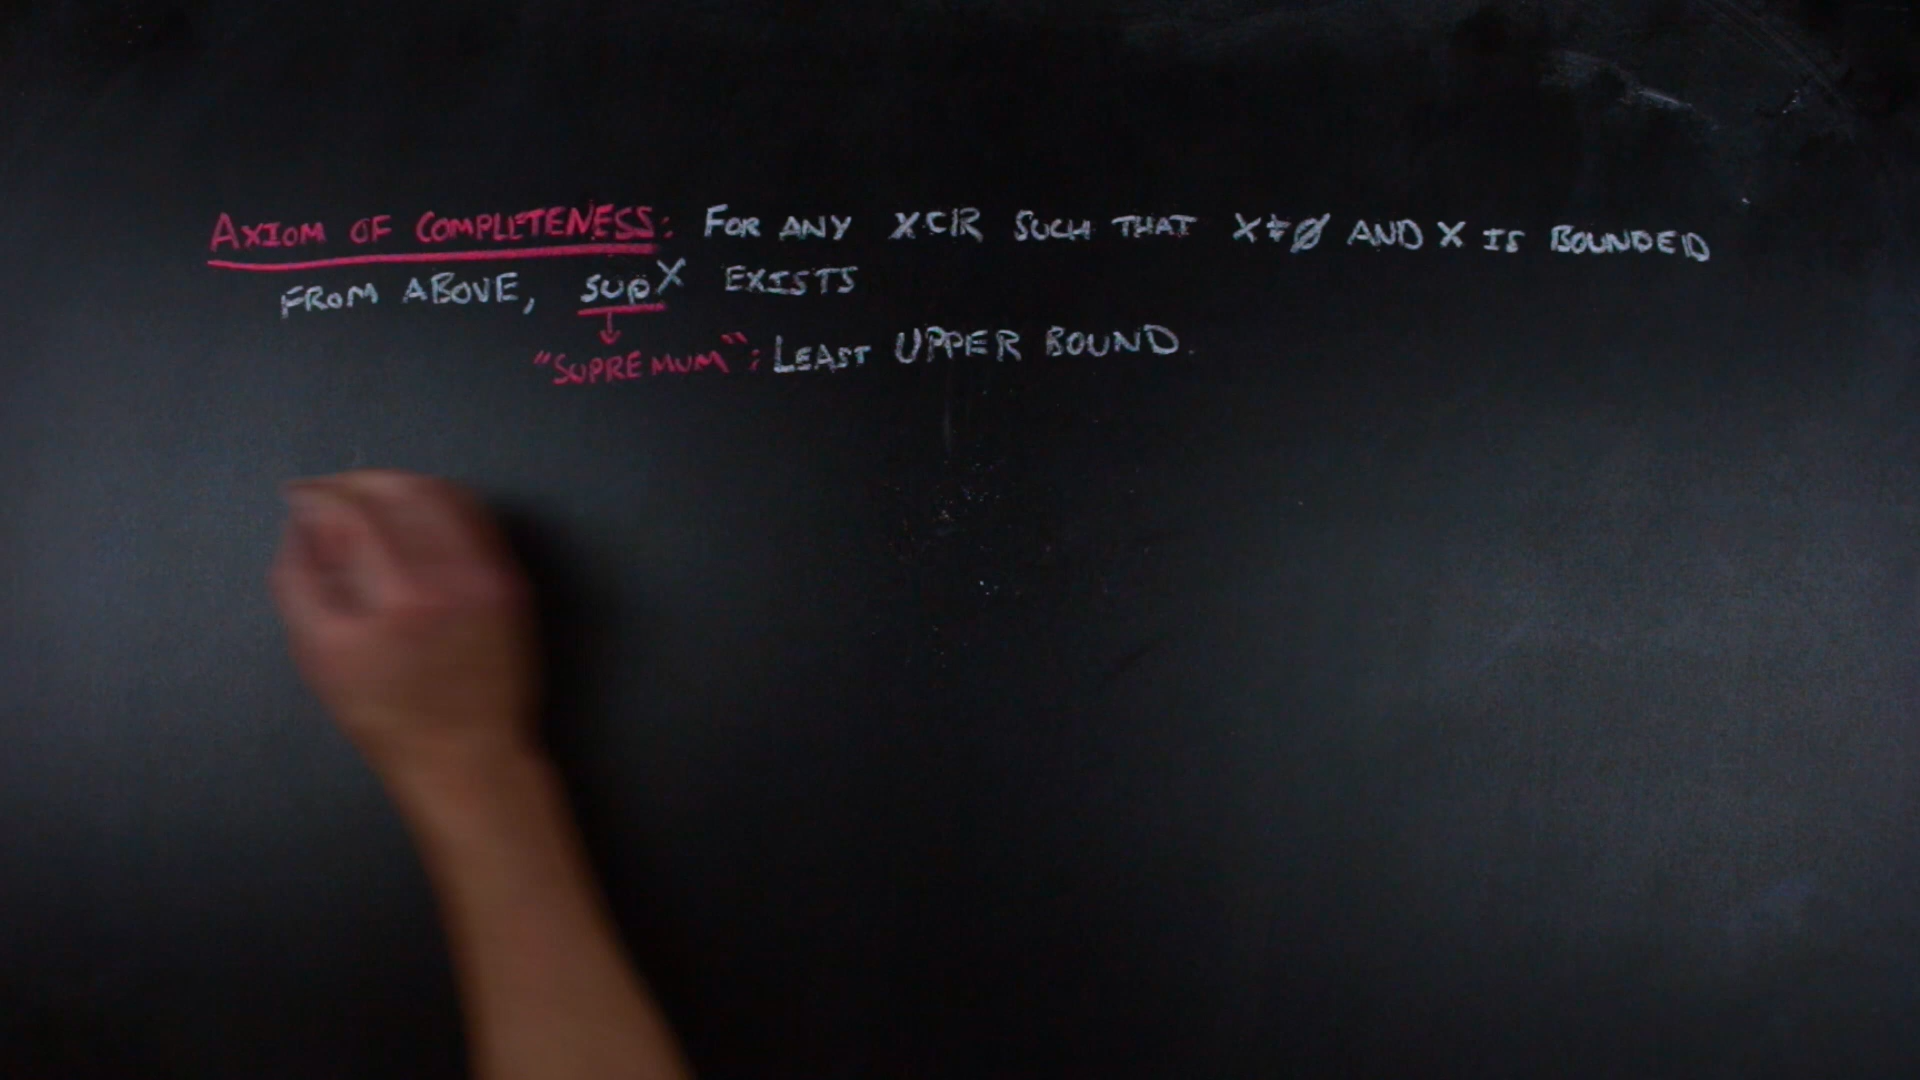 AXIOM OF COMPLETENESS: FOR ANY X⊂ℝ SUCH THAT X≠∅ AND X IS BOUNDED
FROM ABOVE, SUP X EXISTS
↓
"SUPREMUM": LEAST UPPER BOUND.